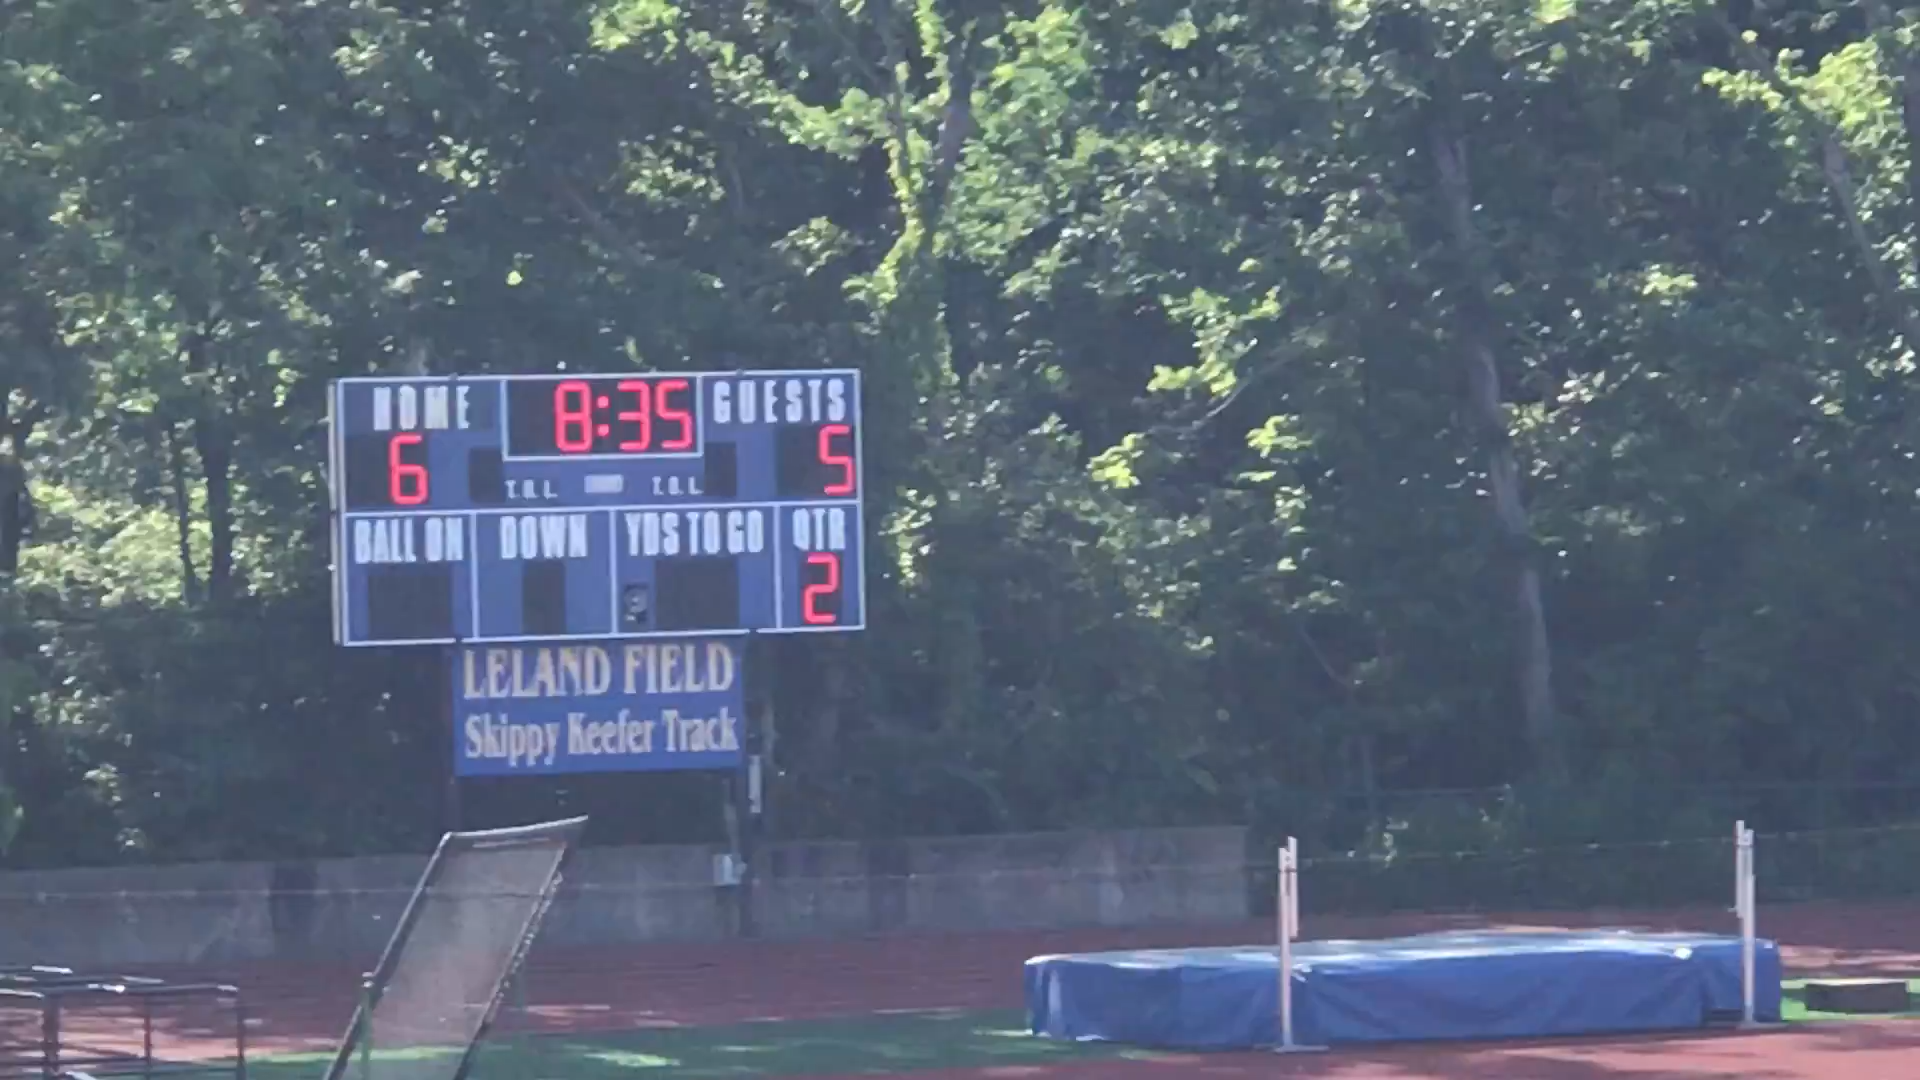 HOME 8:35 GUESTS
6 T.O.L. T.O.L. 5
BALL ON DOWN YDS TO GO QTR
2
LELAND FIELD
Skippy Keefer Track